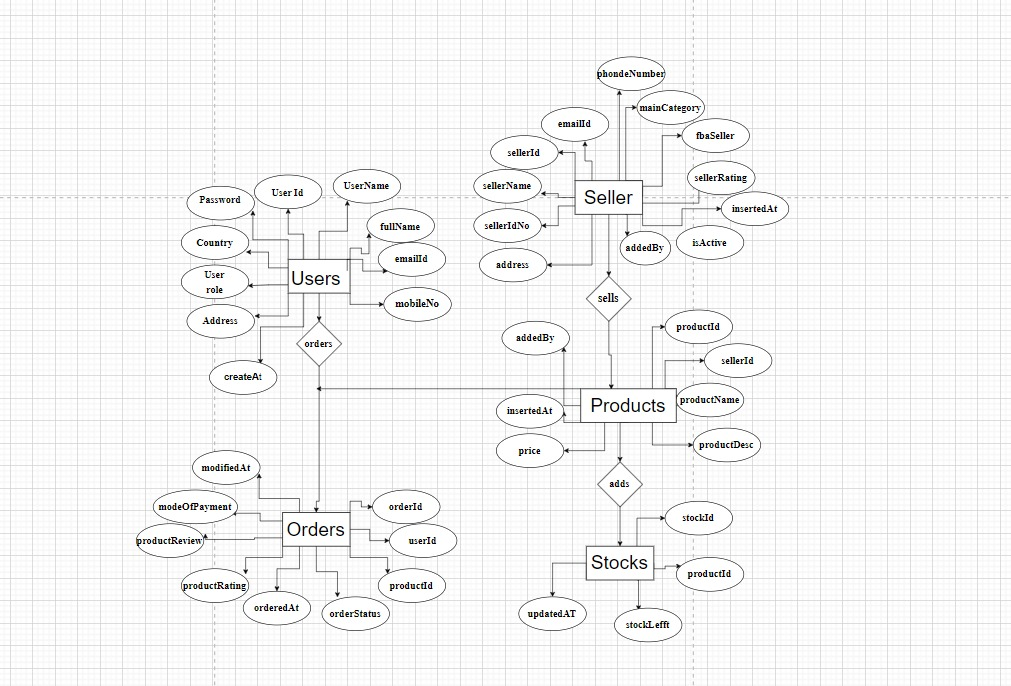 phondeNumber
mainCategory
emailId
fbaSeller
sellerId
sellerRating
sellerName
Seller
insertedAt
sellerIdNo
addedBy
isActive
address
sells
User Id
UserName
Password
fullName
Country
emailId
Users
User
role
mobileNo
Address
orders
createAt
addedBy
productId
sellerId
Products
productName
insertedAt
price
productDesc
adds
modifiedAt
modeOfPayment
orderId
Orders
productReview
userId
productRating
productId
orderedAt
orderStatus
stockId
Stocks
productId
updatedAT
stockLefft